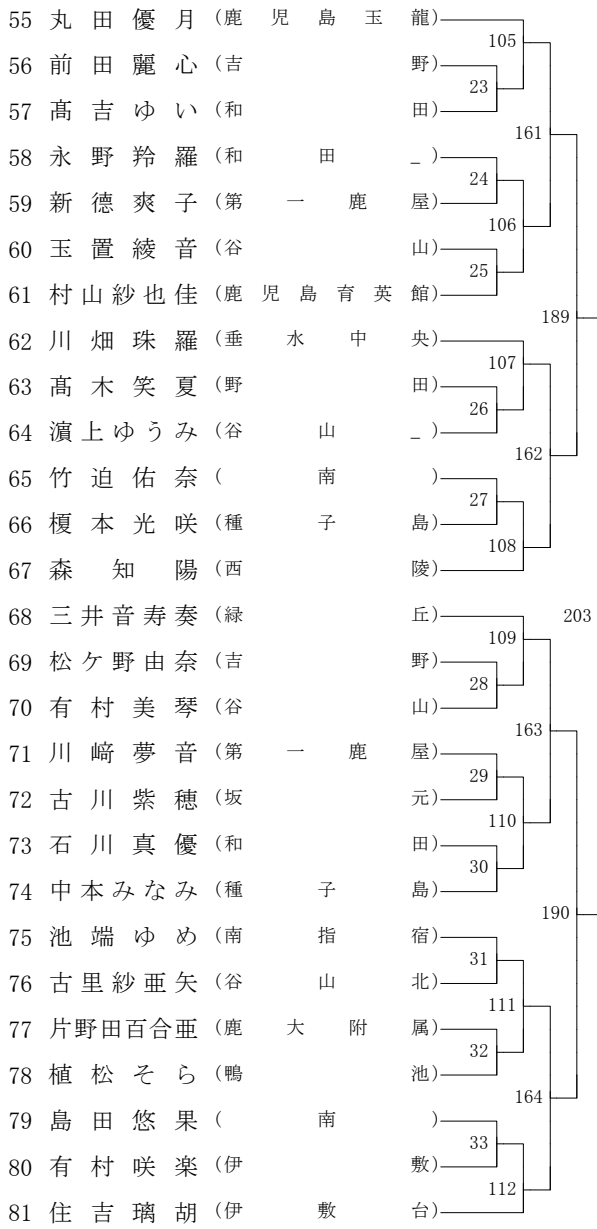 55 丸田優月 (鹿児島玉龍)
105
56 前田麗心 (吉野)
23
57 髙吉ゆい (和田)
161
58 永野羚羅 (和田_)
24
59 新德爽子 (第一鹿屋)
106
60 玉置綾音 (谷山)
25
61 村山紗也佳 (鹿児島育英館)
189
62 川畑珠羅 (垂水中央)
107
63 髙木笑夏 (野田)
26
64 濵上ゆうみ (谷山_)
162
65 竹迫佑奈 (南)
27
66 榎本光咲 (種子島)
108
67 森知陽 (西陵)
68 三井音寿奏 (緑丘)
203
109
69 松ケ野由奈 (吉野)
28
70 有村美琴 (谷山)
163
71 川﨑夢音 (第一鹿屋)
29
72 古川紫穂 (坂元)
110
73 石川真優 (和田)
30
74 中本みなみ (種子島)
190
75 池端ゆめ (南指宿)
31
76 古里紗亜矢 (谷山北)
111
77 片野田百合亜 (鹿大附属)
32
78 植松そら (鴨池)
164
79 島田悠果 (南)
33
80 有村咲楽 (伊敷)
112
81 住吉璃胡 (伊敷台)